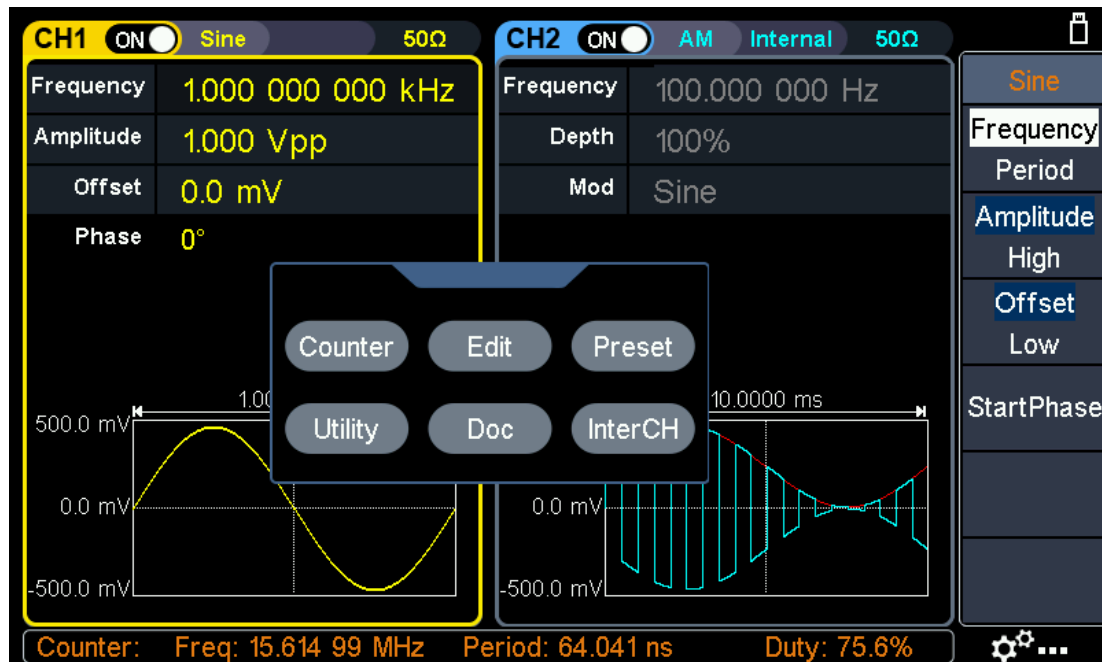 CH1 ON Sine 50Ω
Frequency 1.000 000 000 kHz
Amplitude 1.000 Vpp
Offset 0.0 mV
Phase 0°
1.00
500.0 mV
0.0 mV
-500.0 mV
CH2 ON AM Internal 50Ω
Frequency 100.000 000 Hz
Depth 100%
Mod Sine
10.0000 ms
0.0 mV
-500.0 mV
Counter Edit Preset
Utility Doc InterCH
Sine
Frequency
Period
Amplitude
High
Offset
Low
StartPhase
Counter: Freq: 15.614 99 MHz Period: 64.041 ns Duty: 75.6%